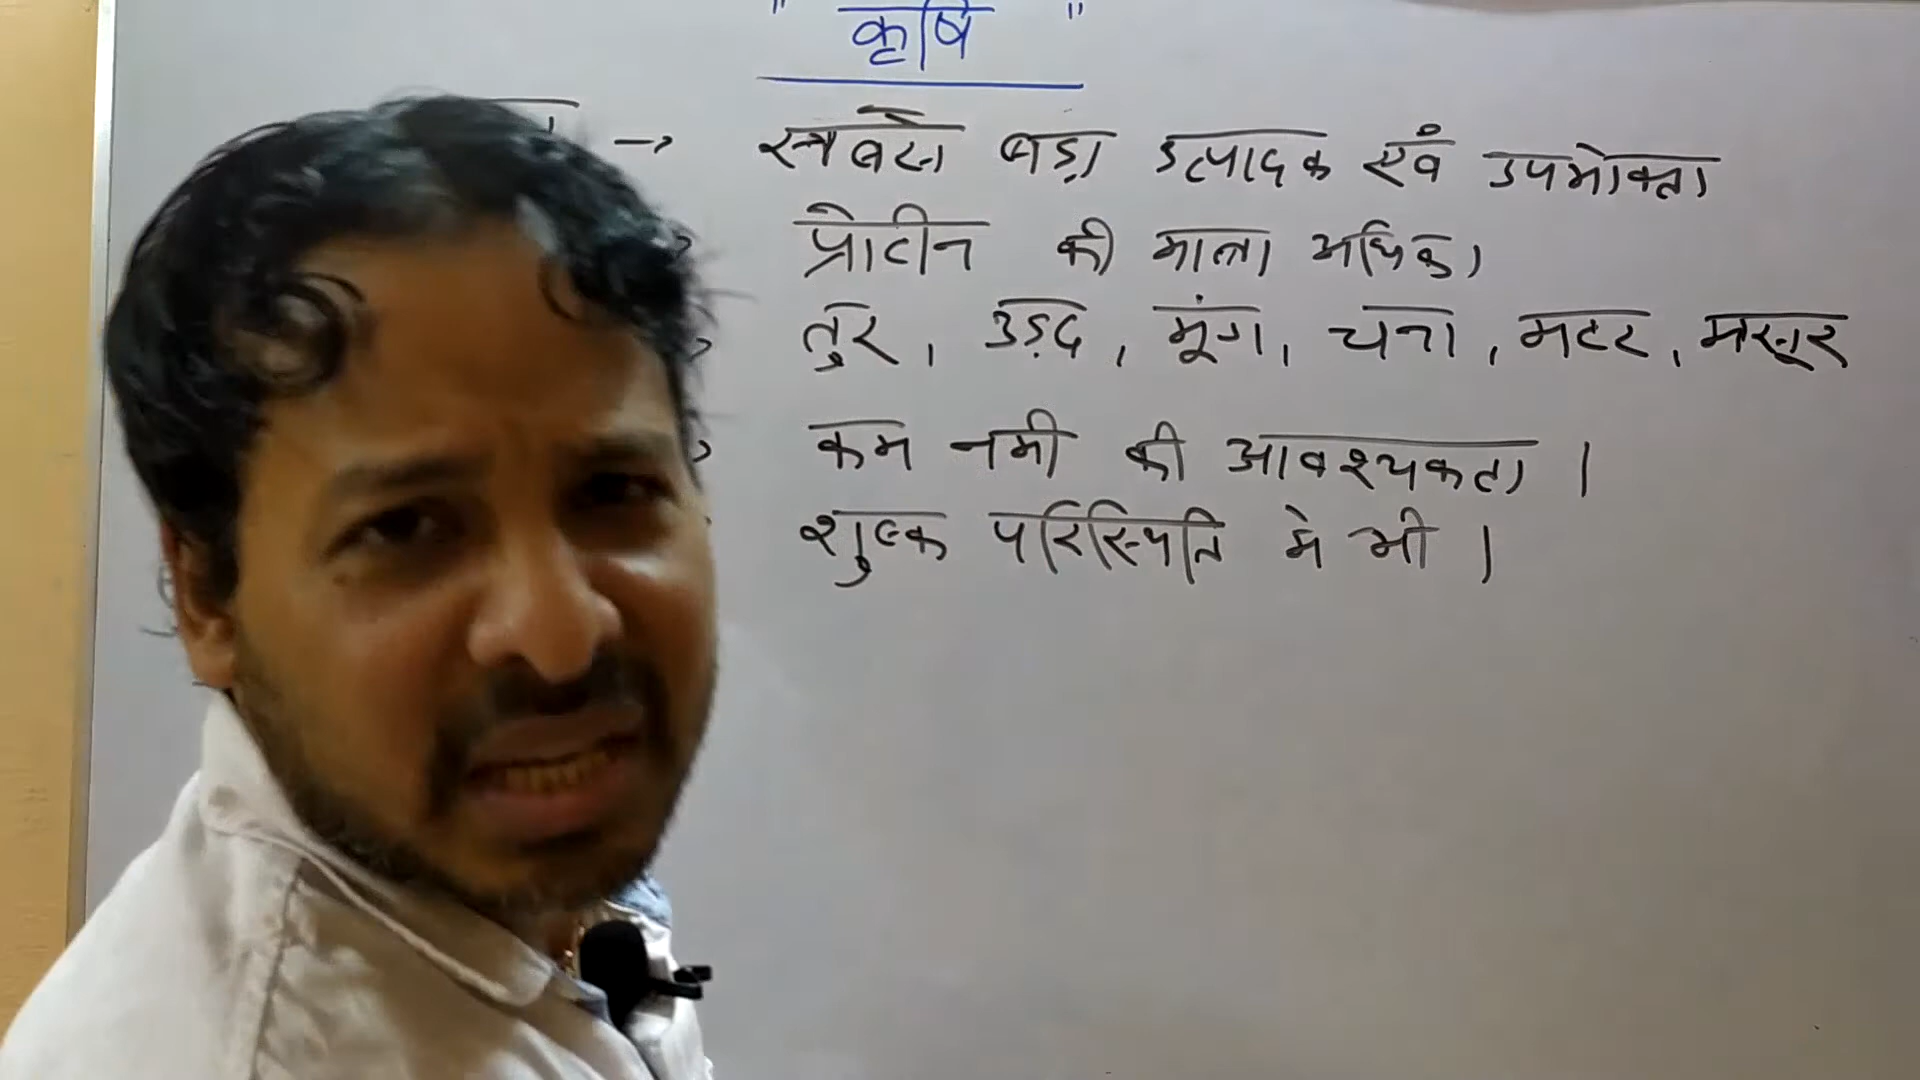 " कृषि "
→ सबसे बड़ा उत्पादक एवं उपभोक्ता
प्रोटीन की मात्रा अधिक।
तुर, उड़द, मूंग, चना, मटर, मसूर
कम नमी की आवश्यकता।
शुष्क परिस्थिति मे भी।